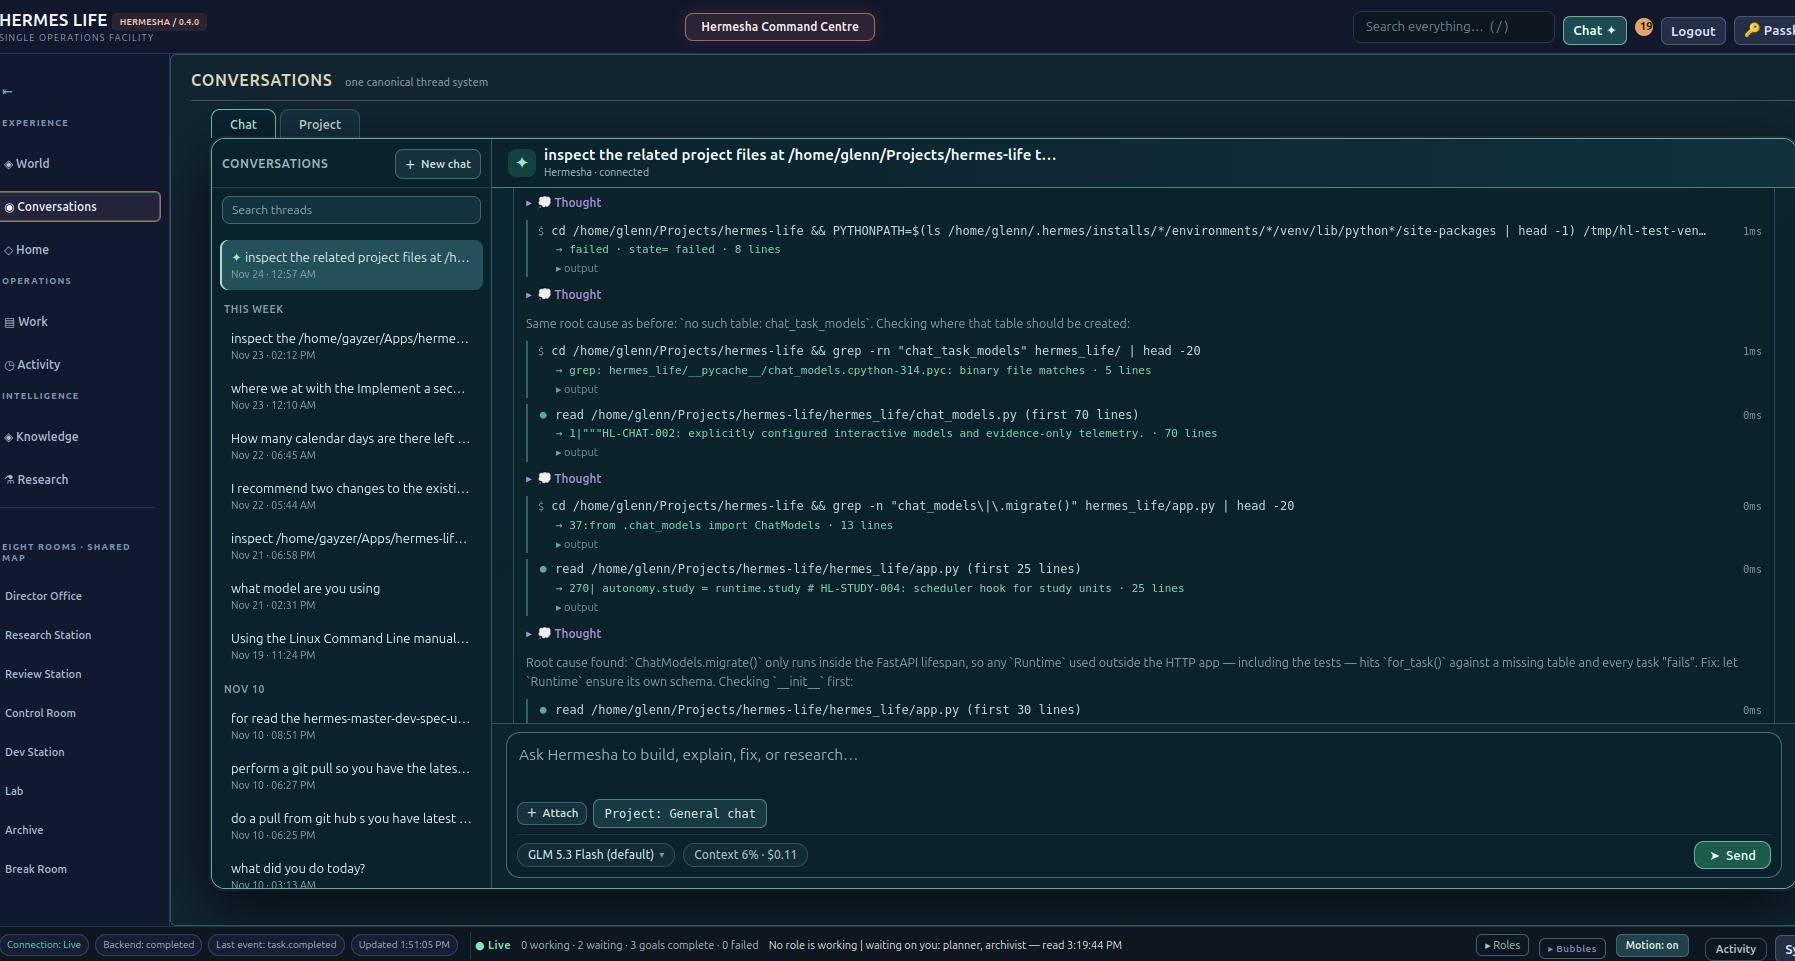 HERMES LIFE HERMESHA / 0.4.0
SINGLE OPERATIONS FACILITY
Hermesha Command Centre
Search everything... ( / )
Chat ✦
19
Logout
🔑
⇤
EXPERIENCE
◈ World
◉ Conversations
◇ Home
OPERATIONS
▤ Work
◷ Activity
INTELLIGENCE
◈ Knowledge
⚗ Research
EIGHT ROOMS · SHARED
MAP
Director Office
Research Station
Review Station
Control Room
Dev Station
Lab
Archive
Break Room
CONVERSATIONS one canonical thread system
Chat Project
CONVERSATIONS
+ New chat
Search threads
✦ inspect the related project files at /h...
Nov 24 · 12:57 AM
THIS WEEK
inspect the /home/gayzer/Apps/herme...
Nov 23 · 02:12 PM
where we at with the Implement a sec...
Nov 23 · 12:10 AM
How many calendar days are there left ...
Nov 22 · 06:45 AM
I recommend two changes to the existi...
Nov 22 · 05:44 AM
inspect /home/gayzer/Apps/hermes-lif...
Nov 21 · 06:58 PM
what model are you using
Nov 21 · 02:31 PM
Using the Linux Command Line manual...
Nov 19 · 11:24 PM
NOV 10
for read the hermes-master-dev-spec-u...
Nov 10 · 08:51 PM
perform a git pull so you have the lates...
Nov 10 · 06:27 PM
do a pull from git hub s you have latest ...
Nov 10 · 06:25 PM
what did you do today?
Nov 10 · 03:13 AM
✦ inspect the related project files at /home/glenn/Projects/hermes-life t...
Hermesha · connected
▸ 💭 Thought
$ cd /home/glenn/Projects/hermes-life && PYTHONPATH=$(ls /home/glenn/.hermes/installs/*/environments/*/venv/lib/python*/site-packages | head -1) /tmp/hl-test-ven... 1ms
→ failed · state= failed · 8 lines
▸ output
▸ 💭 Thought
Same root cause as before: `no such table: chat_task_models`. Checking where that table should be created:
$ cd /home/glenn/Projects/hermes-life && grep -rn "chat_task_models" hermes_life/ | head -20 1ms
→ grep: hermes_life/__pycache__/chat_models.cpython-314.pyc: binary file matches · 5 lines
▸ output
● read /home/glenn/Projects/hermes-life/hermes_life/chat_models.py (first 70 lines) 0ms
→ 1|"""HL-CHAT-002: explicitly configured interactive models and evidence-only telemetry. · 70 lines
▸ output
▸ 💭 Thought
$ cd /home/glenn/Projects/hermes-life && grep -n "chat_models\|\.migrate()" hermes_life/app.py | head -20 0ms
→ 37:from .chat_models import ChatModels · 13 lines
▸ output
● read /home/glenn/Projects/hermes-life/hermes_life/app.py (first 25 lines) 0ms
→ 270| autonomy.study = runtime.study # HL-STUDY-004: scheduler hook for study units · 25 lines
▸ output
▸ 💭 Thought
Root cause found: `ChatModels.migrate()` only runs inside the FastAPI lifespan, so any `Runtime` used outside the HTTP app — including the tests — hits `for_task()` against a missing table and every task "fails". Fix: let
`Runtime` ensure its own schema. Checking `__init__` first:
● read /home/glenn/Projects/hermes-life/hermes_life/app.py (first 30 lines) 0ms
Ask Hermesha to build, explain, fix, or research...
+ Attach
Project: General chat
GLM 5.3 Flash (default) ▾
Context 6% · $0.11
➤ Send
Connection: Live
Backend: completed
Last event: task.completed
Updated 1:51:05 PM
● Live 0 working · 2 waiting · 3 goals complete · 0 failed No role is working | waiting on you: planner, archivist — read 3:19:44 PM
▸ Roles
▸ Bubbles
Motion: on
Activity